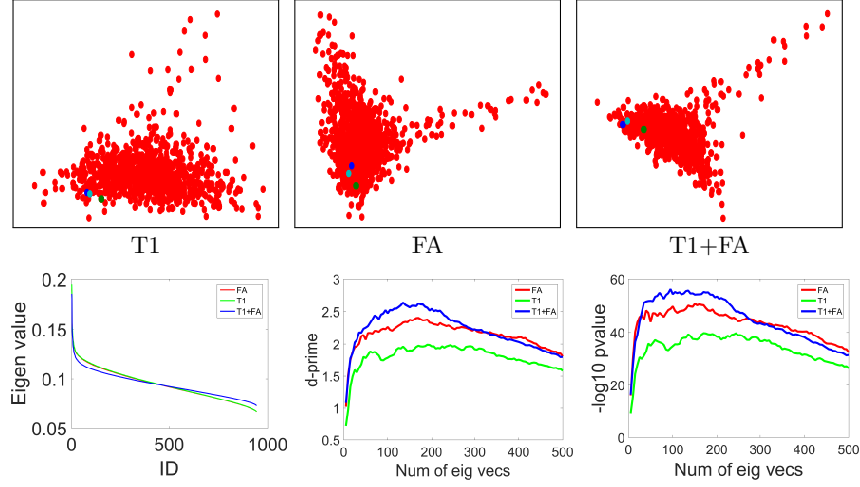 T1 FA T1+FA
Eigen value
0.2
0.15
0.1
0.05
0 500 1000
ID
FA
T1
T1+FA
d-prime
3
2.5
2
1.5
1
0.5
0 100 200 300 400 500
Num of eig vecs
FA
T1
T1+FA
-log10 pvalue
60
40
20
0
0 100 200 300 400 500
Num of eig vecs
FA
T1
T1+FA